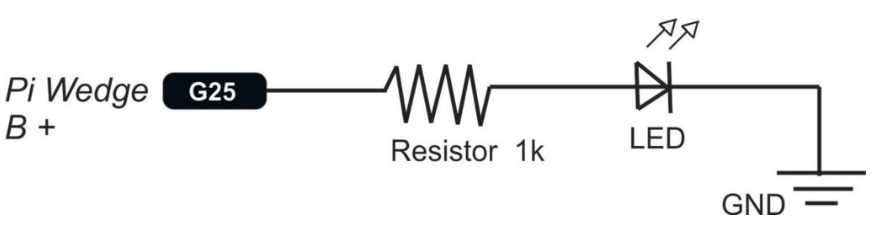 Pi Wedge
B +
G25
Resistor 1k
LED
GND